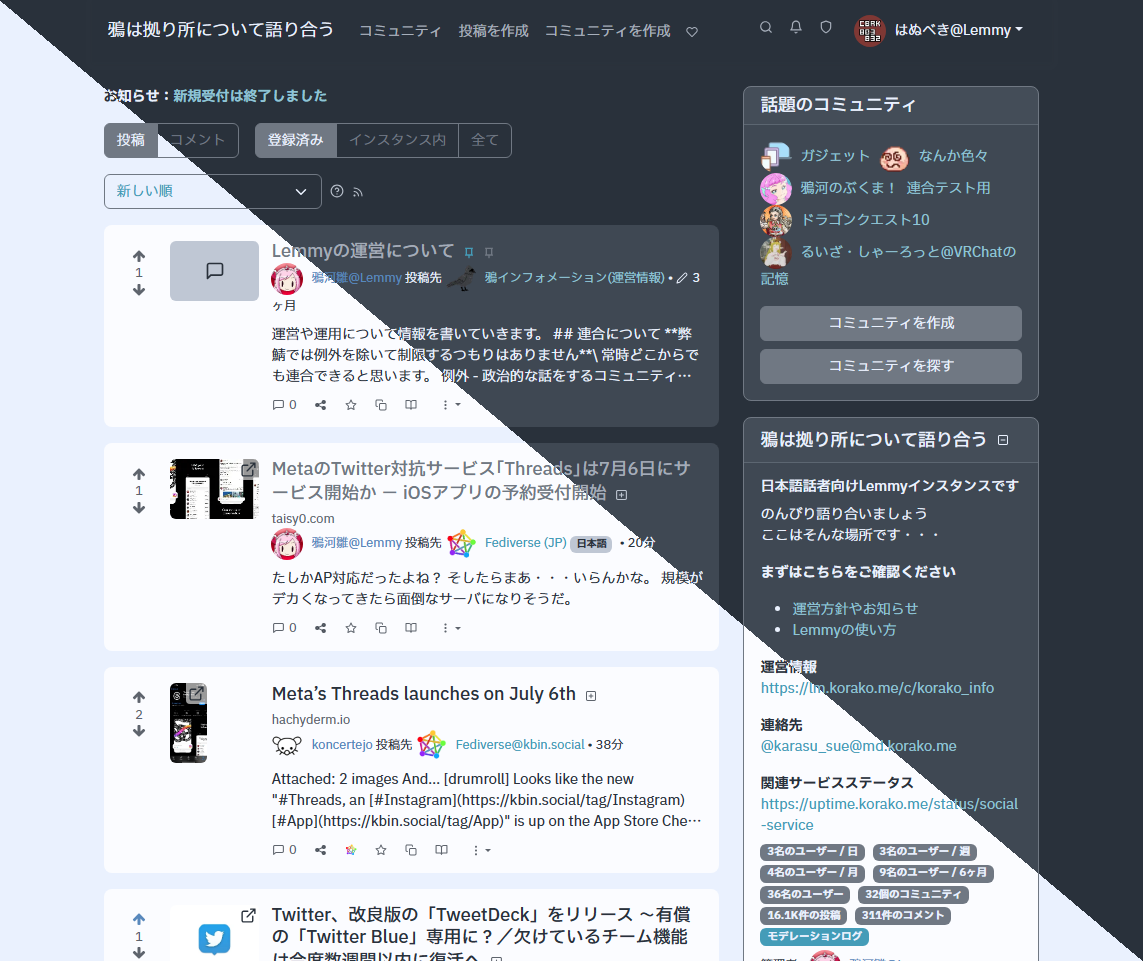 鴉は拠り所について語り合う コミュニティ 投稿を作成 コミュニティを作成 はぬべき@Lemmy
お知らせ：新規受付は終了しました
投稿 コメント 登録済み インスタンス内 全て
新しい順
Lemmyの運営について
鴉河雛@Lemmy 投稿先 鴉インフォメーション(運営情報) • 3
ヶ月
運営や運用について情報を書いていきます。 ## 連合について **弊
鯖では例外を除いて制限するつもりはありません**\ 常時どこからで
も連合できると思います。 例外 - 政治的な話をするコミュニティ…
0
1
MetaのTwitter対抗サービス「Threads」は7月6日にサ
ービス開始か － iOSアプリの予約受付開始
taisy0.com
鴉河雛@Lemmy 投稿先 Fediverse (JP) 日本語 • 20分
たしかAP対応だったよね？ そしたらまあ・・・いらんかな。 規模が
デカくなってきたら面倒なサーバになりそうだ。
0
1
Meta’s Threads launches on July 6th
hachyderm.io
koncertejo 投稿先 Fediverse@kbin.social • 38分
Attached: 2 images And... [drumroll] Looks like the new
"#Threads, an [#Instagram](https://kbin.social/tag/Instagram)
[#App](https://kbin.social/tag/App)" is up on the App Store Che…
0
2
Twitter、改良版の「TweetDeck」をリリース ～有償
の「Twitter Blue」専用に？／欠けているチーム機能
は今度数週間以内に復活へ
1
話題のコミュニティ
ガジェット なんか色々
鴉河のぶくま！ 連合テスト用
ドラゴンクエスト10
るいざ・しゃーろっと@VRChatの
記憶
コミュニティを作成
コミュニティを探す
鴉は拠り所について語り合う
日本語話者向けLemmyインスタンスです
のんびり語り合いましょう
ここはそんな場所です・・・
まずはこちらをご確認ください
運営方針やお知らせ
Lemmyの使い方
運営情報
https://lm.korako.me/c/korako_info
連絡先
@karasu_sue@md.korako.me
関連サービスステータス
https://uptime.korako.me/status/social
-service
3名のユーザー / 日 3名のユーザー / 週
4名のユーザー / 月 9名のユーザー / 6ヶ月
36名のユーザー 32個のコミュニティ
16.1K件の投稿 311件のコメント
モデレーションログ